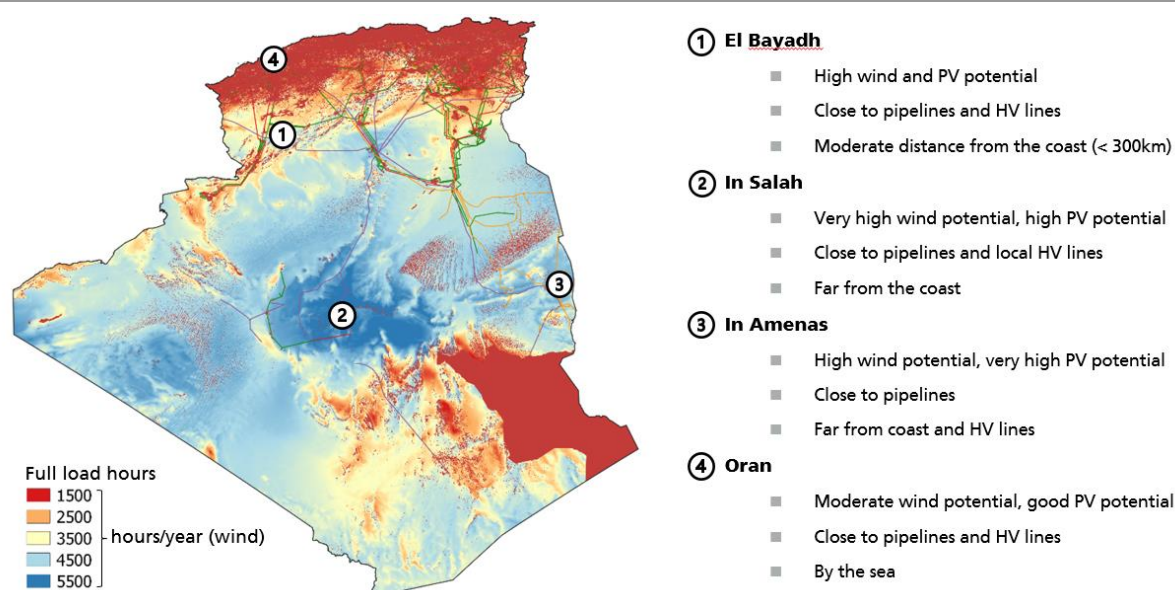 4
1
2
3
Full load hours
1500
2500
3500
4500
5500
hours/year (wind)
1 El Bayadh
High wind and PV potential
Close to pipelines and HV lines
Moderate distance from the coast (< 300km)
2 In Salah
Very high wind potential, high PV potential
Close to pipelines and local HV lines
Far from the coast
3 In Amenas
High wind potential, very high PV potential
Close to pipelines
Far from coast and HV lines
4 Oran
Moderate wind potential, good PV potential
Close to pipelines and HV lines
By the sea